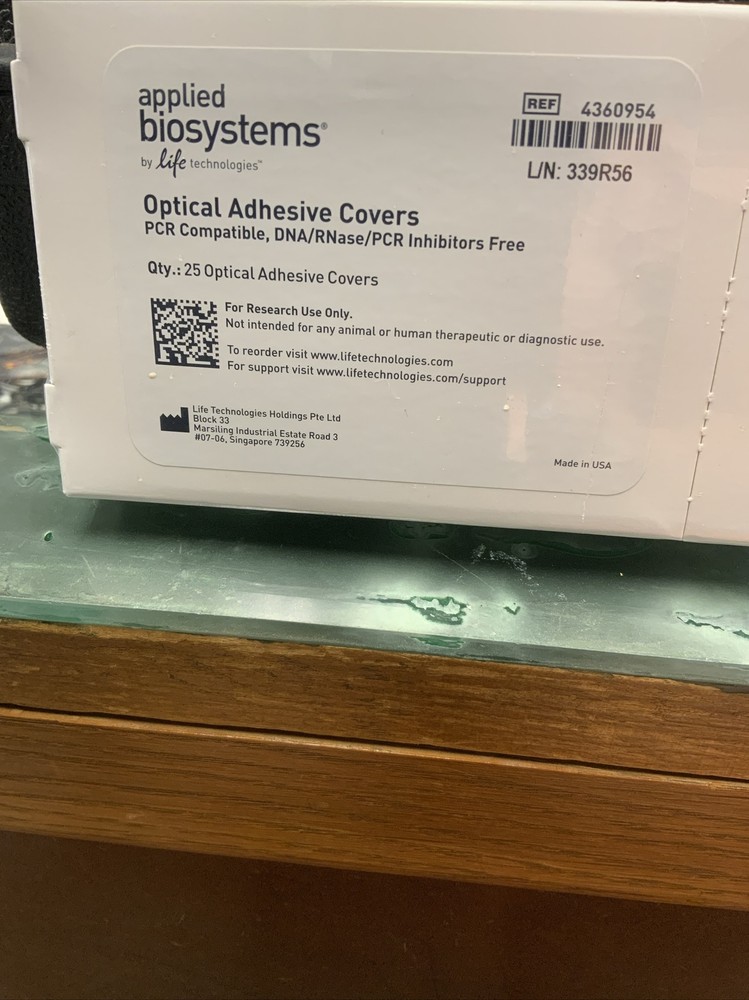 applied
biosystems®
by life technologies™
REF 4360954
L/N: 339R56
Optical Adhesive Covers
PCR Compatible, DNA/RNase/PCR Inhibitors Free
Qty.: 25 Optical Adhesive Covers
For Research Use Only.
Not intended for any animal or human therapeutic or diagnostic use.
To reorder visit www.lifetechnologies.com
For support visit www.lifetechnologies.com/support
Life Technologies Holdings Pte Ltd
Block 33
Marsiling Industrial Estate Road 3
#07-06, Singapore 739256
Made in USA